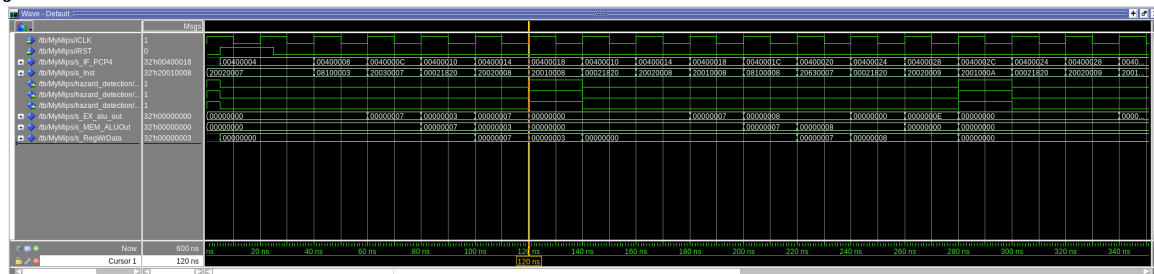 Wave - Default
Msgs
/tb/MyMips/iCLK 1
/tb/MyMips/iRST 0
/tb/MyMips/s_IF_PCP4 32'h00400018 00400004 00400008 0040000C 00400010 00400014 00400018 00400010 00400014 00400018 0040001C 00400020 00400024 00400028 0040002C 00400024 00400028 0040...
/tb/MyMips/s_Inst 32'h20010008 20020007 08100003 20030007 00021820 20020008 20010008 00021820 20020008 20010008 08100008 20630007 00021820 20020009 2001000A 00021820 20020009 2001...
/tb/MyMips/hazard_detection/... 1
/tb/MyMips/hazard_detection/... 1
/tb/MyMips/hazard_detection/... 1
/tb/MyMips/s_EX_alu_out 32'h00000000 00000000 00000007 00000003 00000007 00000000 00000007 00000008 00000000 0000000E 00000000 0000...
/tb/MyMips/s_MEM_ALUOut 32'h00000000 00000000 00000007 00000003 00000000 00000007 00000008 00000000 00000000
/tb/MyMips/s_RegWrData 32'h00000003 00000000 00000007 00000003 00000000 00000007 00000008 00000000
Now 600 ns ns 20 ns 40 ns 60 ns 80 ns 100 ns 120 ns 140 ns 160 ns 180 ns 200 ns 220 ns 240 ns 260 ns 280 ns 300 ns 320 ns 340 ns
Cursor 1 120 ns 120 ns